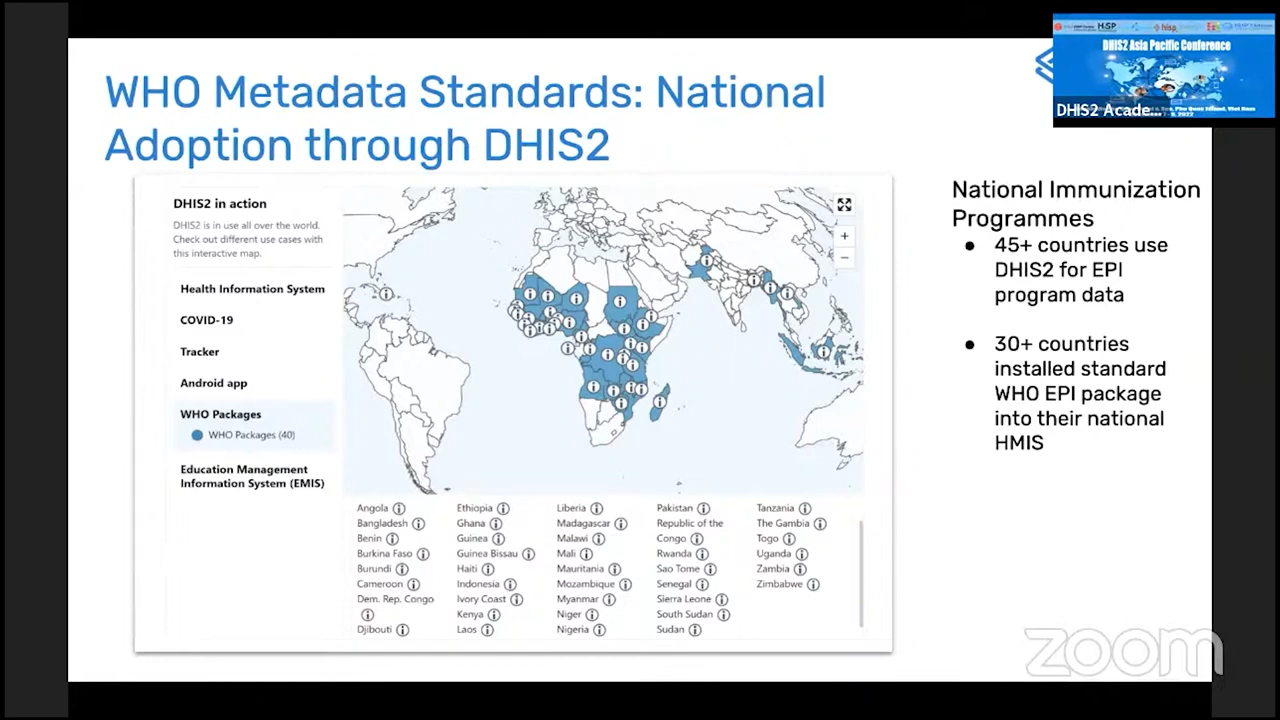 WHO Metadata Standards: National
Adoption through DHIS2
DHIS2 Asia Pacific Conference
DHIS2 Acade
DHIS2 in action
DHIS2 is in use all over the world.
Check out different use cases with
this interactive map.
Health Information System
COVID-19
Tracker
Android app
WHO Packages
WHO Packages (40)
Education Management
Information System (EMIS)
+
−
Angola
Bangladesh
Benin
Burkina Faso
Burundi
Cameroon
Dem. Rep. Congo
Djibouti
Ethiopia
Ghana
Guinea
Guinea Bissau
Haiti
Indonesia
Ivory Coast
Kenya
Laos
Liberia
Madagascar
Malawi
Mali
Mauritania
Mozambique
Myanmar
Niger
Nigeria
Pakistan
Republic of the
Congo
Rwanda
Sao Tome
Senegal
Sierra Leone
South Sudan
Sudan
Tanzania
The Gambia
Togo
Uganda
Zambia
Zimbabwe
National Immunization
Programmes
● 45+ countries use
DHIS2 for EPI
program data
● 30+ countries
installed standard
WHO EPI package
into their national
HMIS
zoom